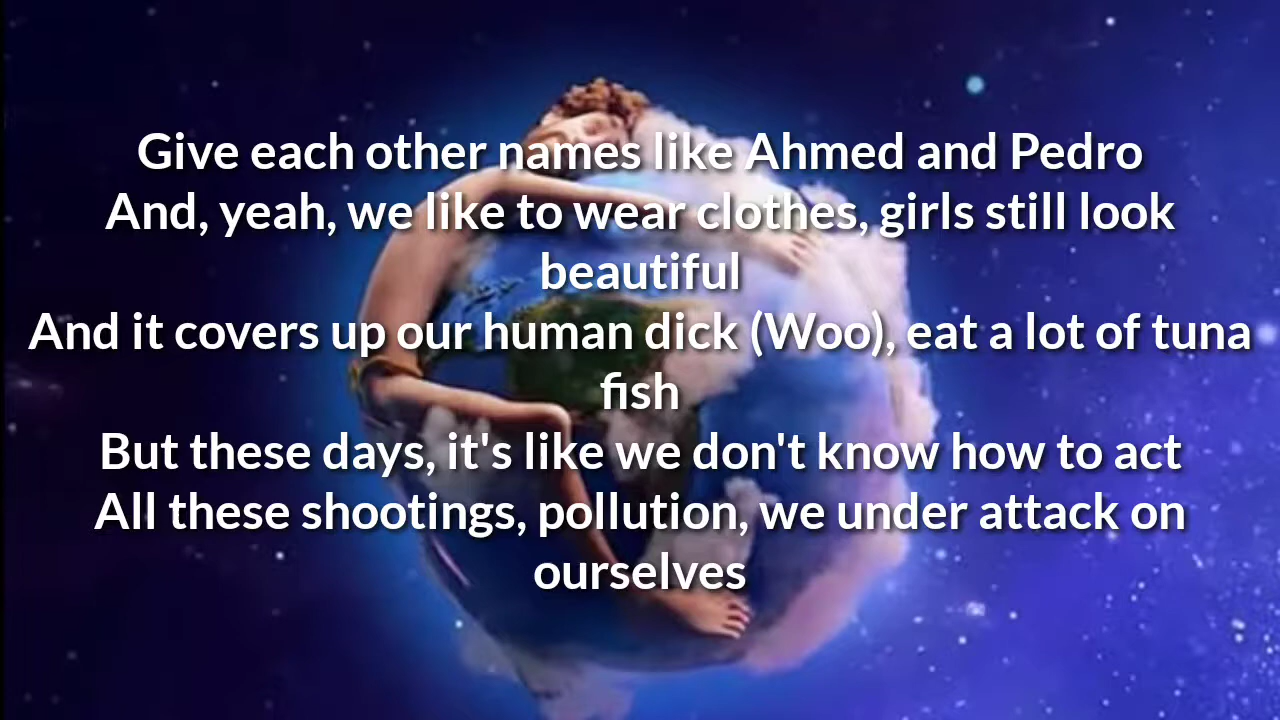 Give each other names like Ahmed and Pedro
And, yeah, we like to wear clothes, girls still look
beautiful
And it covers up our human dick (Woo), eat a lot of tuna
fish
But these days, it's like we don't know how to act
All these shootings, pollution, we under attack on
ourselves